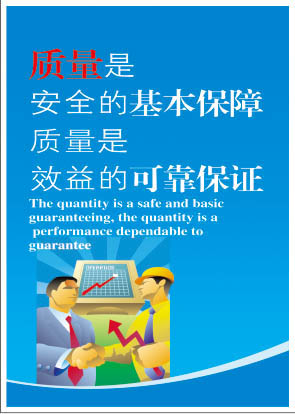 质量是
安全的基本保障
质量是
效益的可靠保证
The quantity is a safe and basic
guaranteeing, the quantity is a
performance dependable to
guarantee